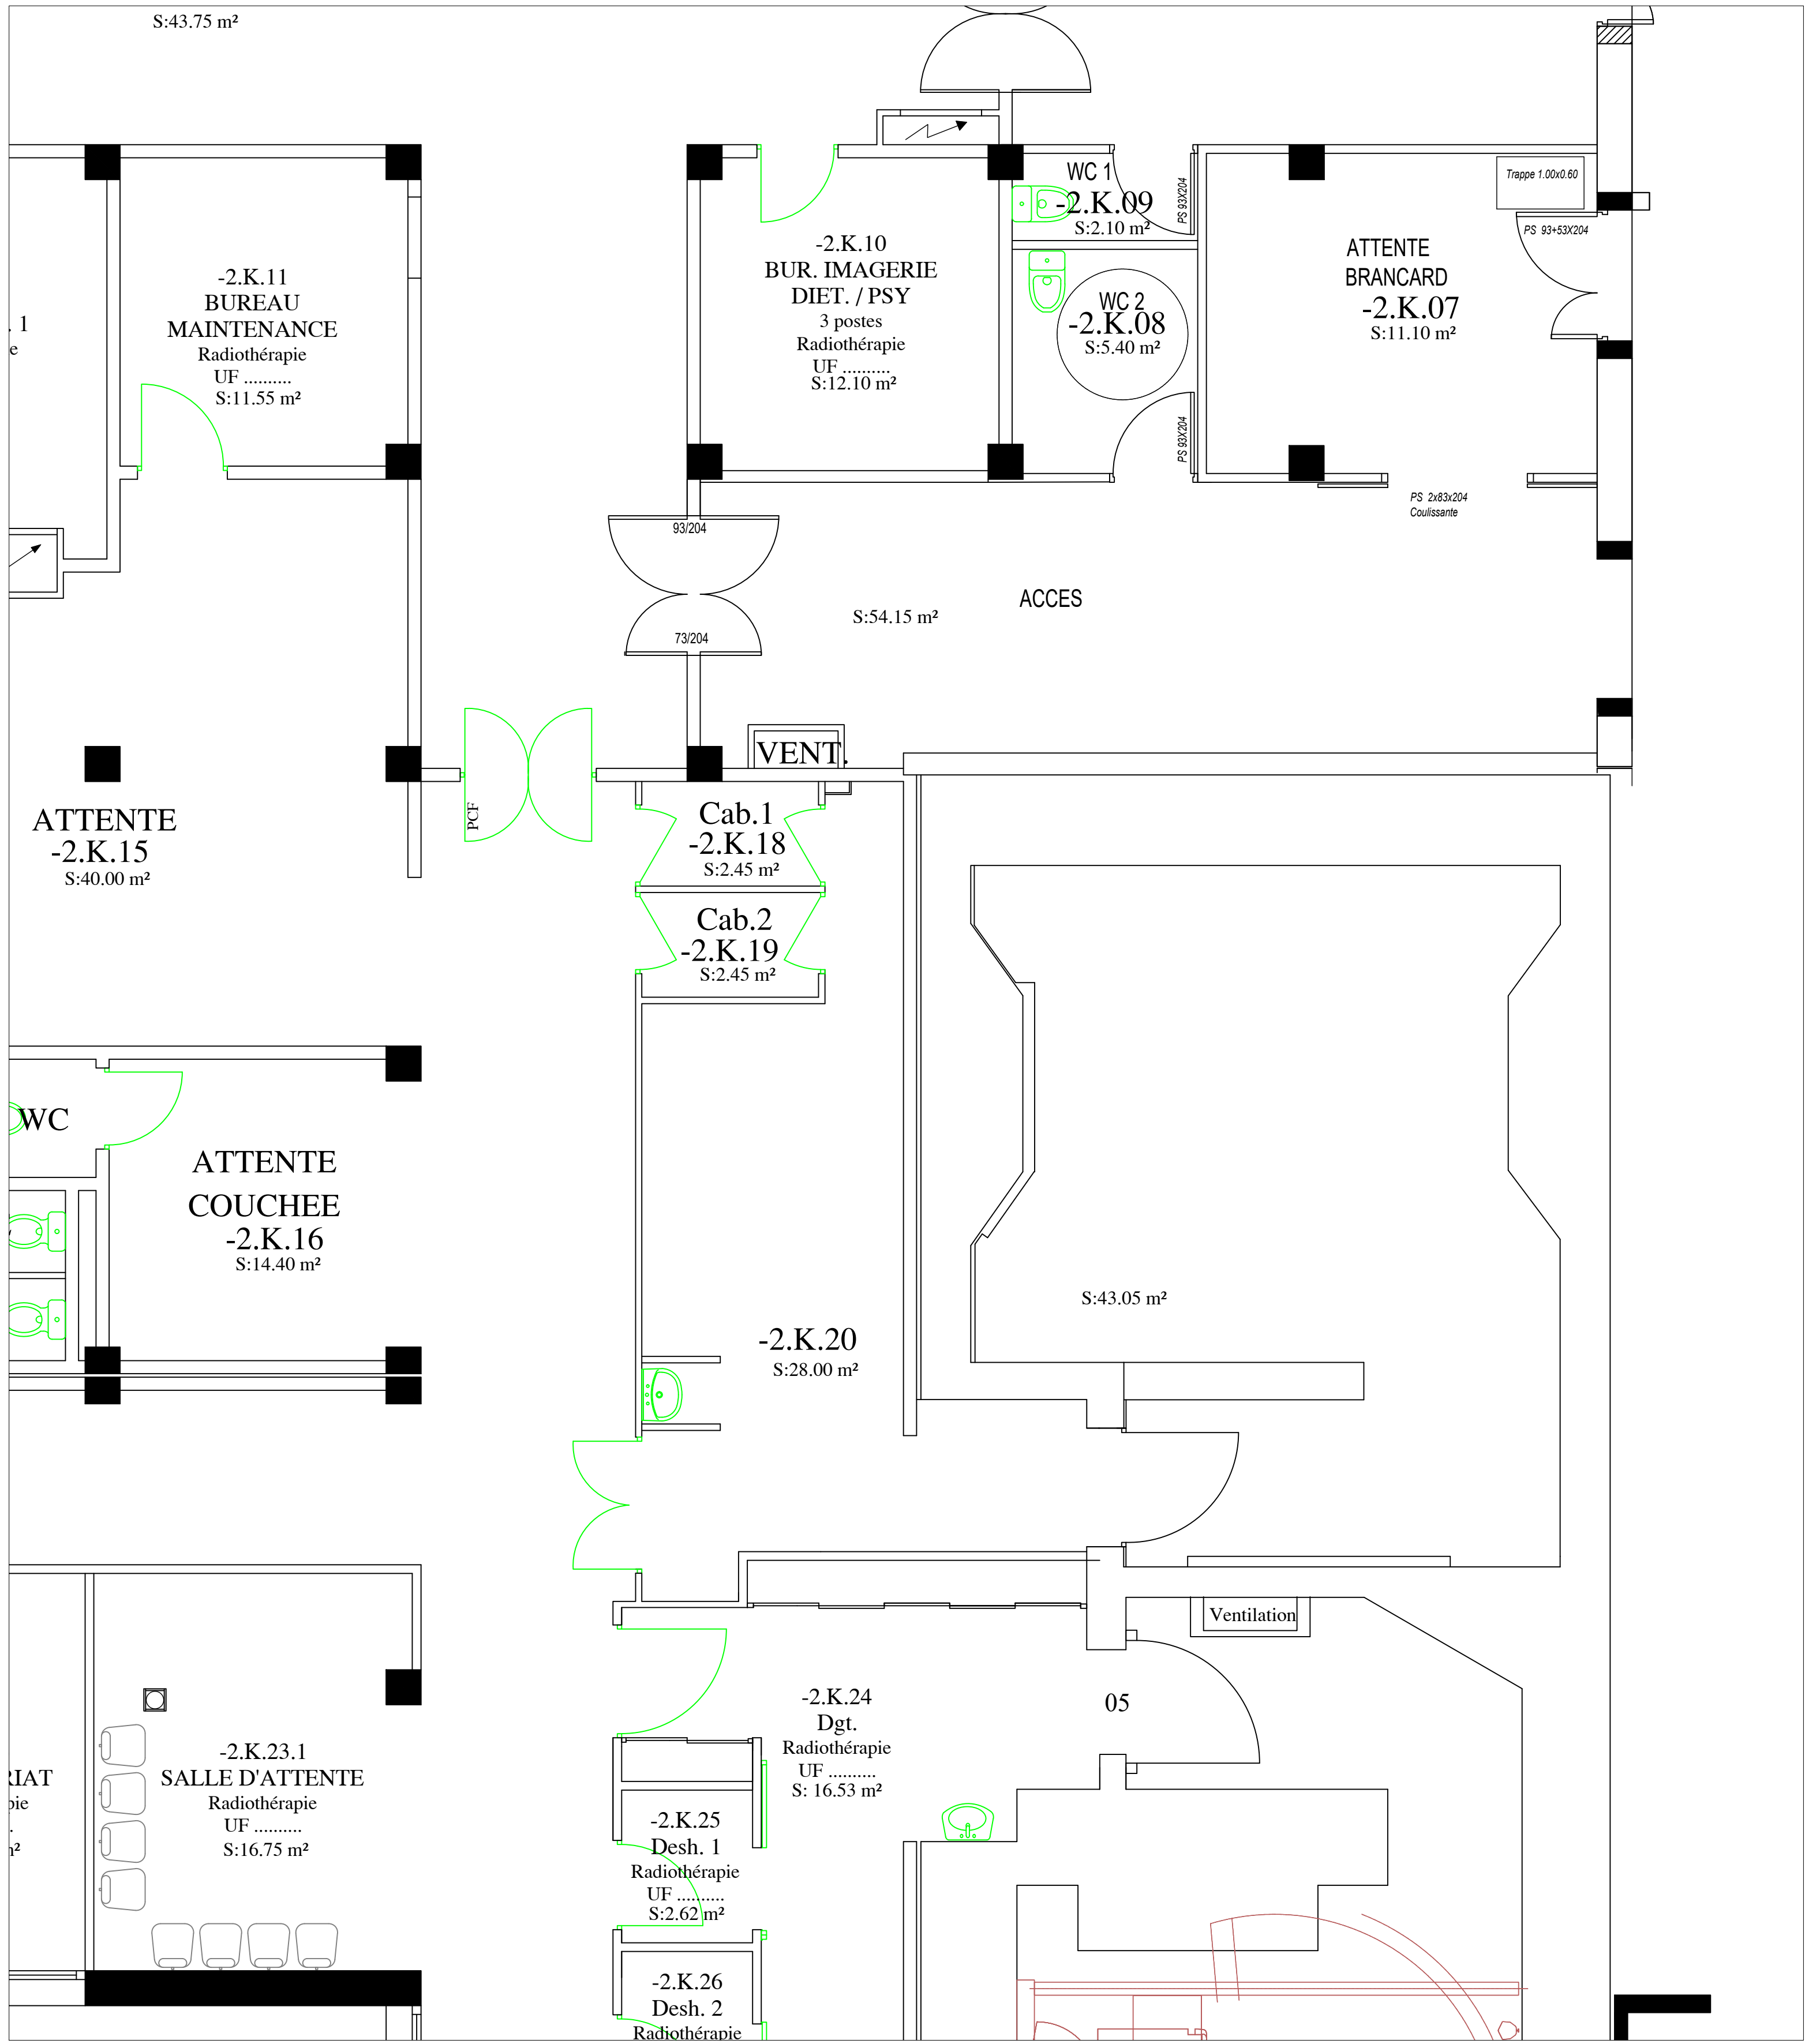 S:43.75 m²
WC 1
-2.K.09
S:2.10 m²
PS 93X204
Trappe 1.00x0.60
PS 93+53X204
-2.K.10
BUR. IMAGERIE
DIET. / PSY
3 postes
Radiothérapie
UF ..........
S:12.10 m²
ATTENTE
BRANCARD
-2.K.07
S:11.10 m²
-2.K.11
BUREAU
MAINTENANCE
Radiothérapie
UF ..........
S:11.55 m²
. 1
e
WC 2
-2.K.08
S:5.40 m²
PS 93X204
PS 2x83x204
Coulissante
93/204
ACCES
S:54.15 m²
73/204
VENT.
PCF
ATTENTE
-2.K.15
S:40.00 m²
Cab.1
-2.K.18
S:2.45 m²
Cab.2
-2.K.19
S:2.45 m²
WC
ATTENTE
COUCHEE
-2.K.16
S:14.40 m²
S:43.05 m²
-2.K.20
S:28.00 m²
Ventilation
-2.K.24
Dgt.
Radiothérapie
UF ..........
S: 16.53 m²
05
RIAT
pie
.
m²
-2.K.23.1
SALLE D'ATTENTE
Radiothérapie
UF ..........
S:16.75 m²
-2.K.25
Desh. 1
Radiothérapie
UF ..........
S:2.62 m²
-2.K.26
Desh. 2
Radiothérapie